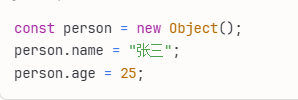 const person = new Object();
person.name = "张三";
person.age = 25;